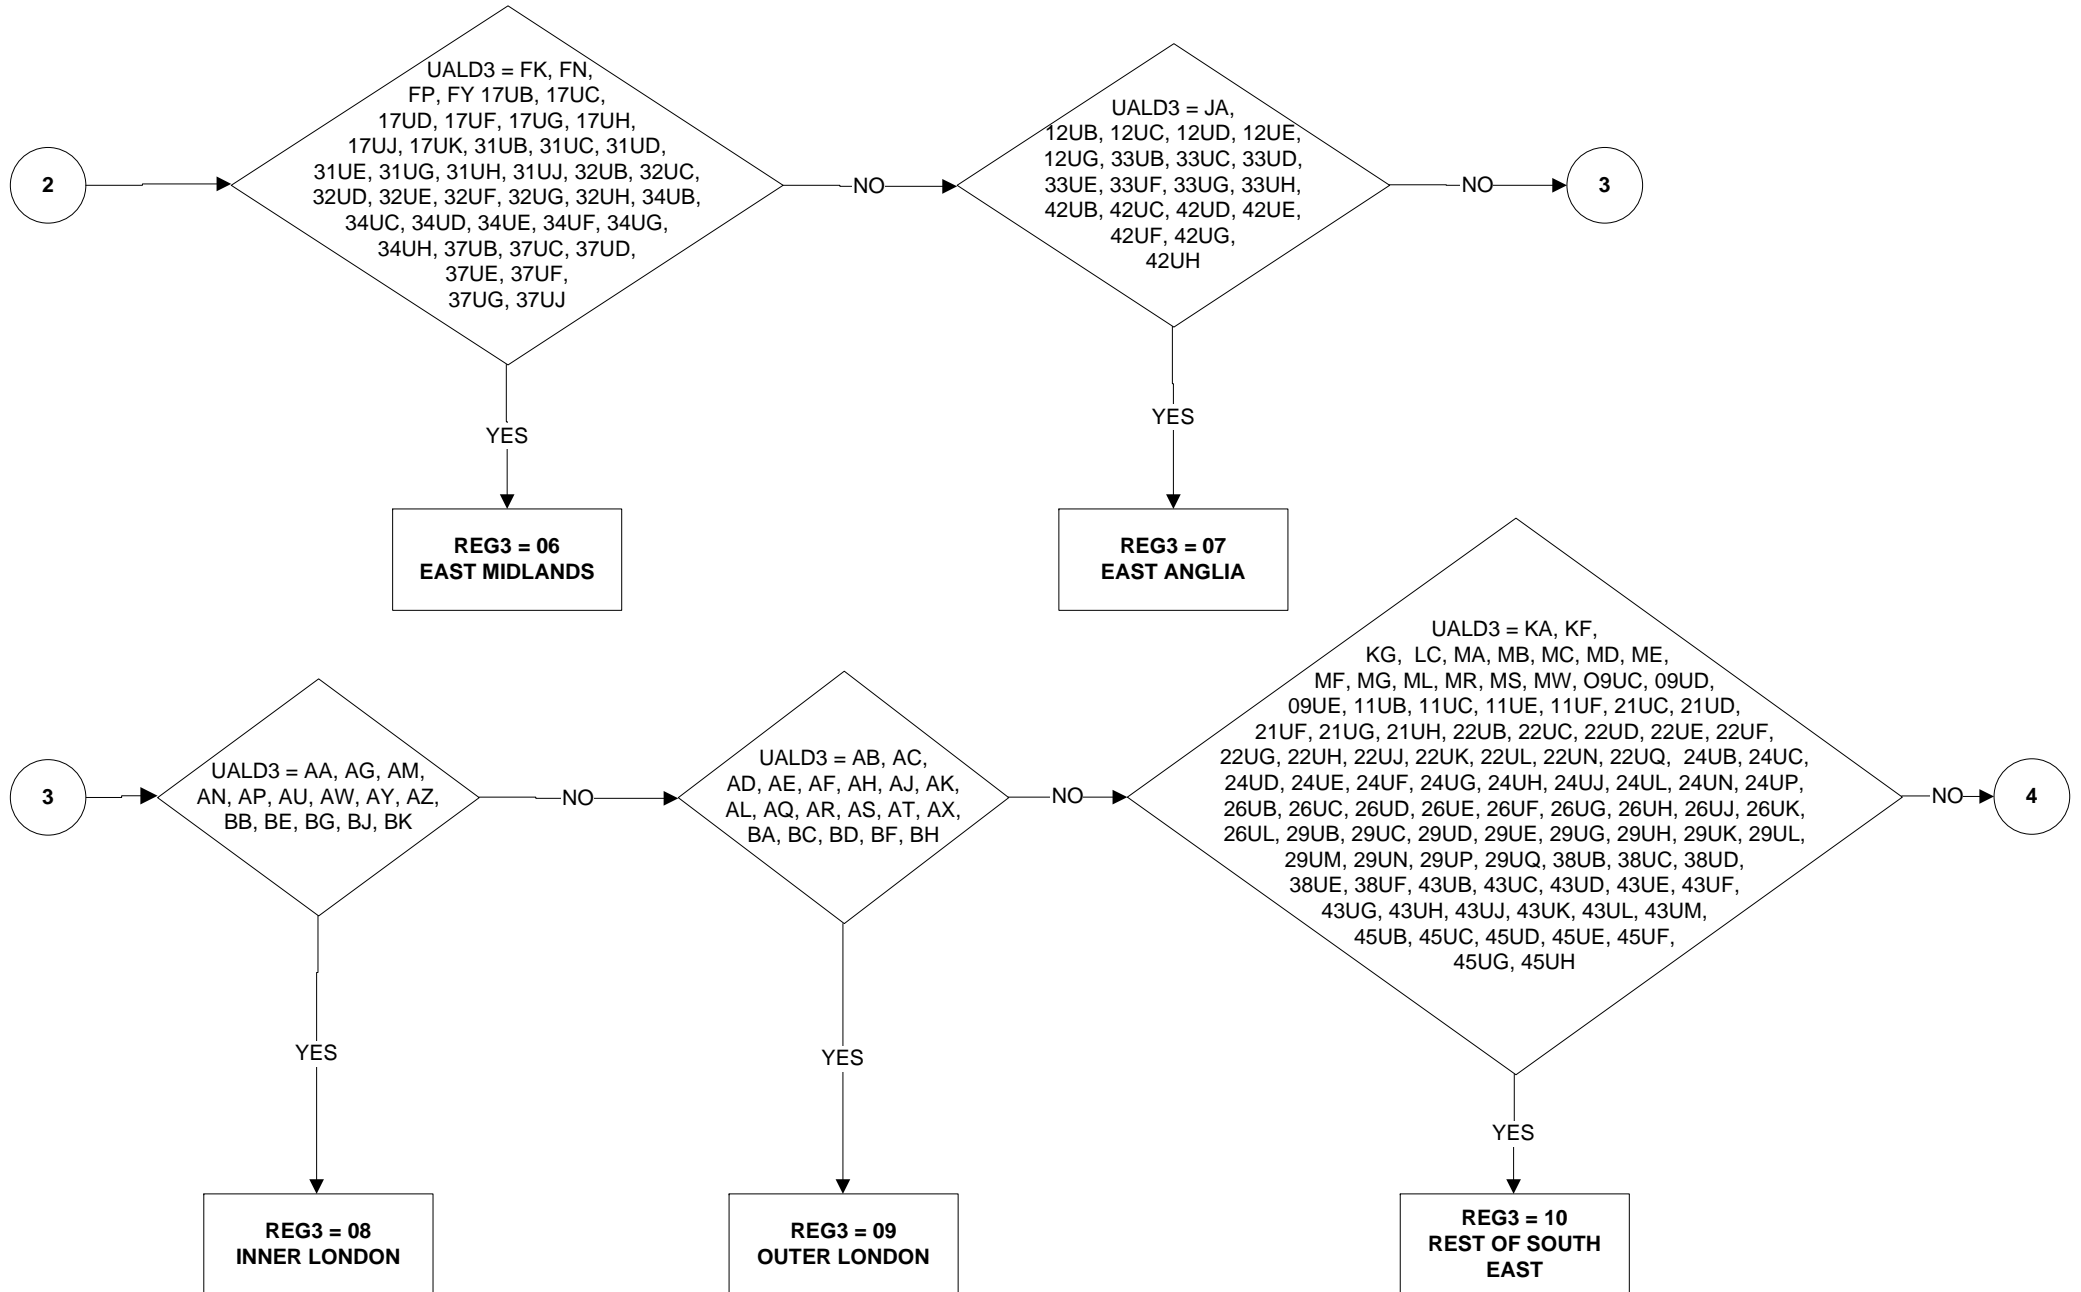 2
UALD3 = FK, FN,
FP, FY 17UB, 17UC,
17UD, 17UF, 17UG, 17UH,
17UJ, 17UK, 31UB, 31UC, 31UD,
31UE, 31UG, 31UH, 31UJ, 32UB, 32UC,
32UD, 32UE, 32UF, 32UG, 32UH, 34UB,
34UC, 34UD, 34UE, 34UF, 34UG,
34UH, 37UB, 37UC, 37UD,
37UE, 37UF,
37UG, 37UJ
NO
UALD3 = JA,
12UB, 12UC, 12UD, 12UE,
12UG, 33UB, 33UC, 33UD,
33UE, 33UF, 33UG, 33UH,
42UB, 42UC, 42UD, 42UE,
42UF, 42UG,
42UH
NO
3
YES
YES
REG3 = 06
EAST MIDLANDS
REG3 = 07
EAST ANGLIA
3
UALD3 = AA, AG, AM,
AN, AP, AU, AW, AY, AZ,
BB, BE, BG, BJ, BK
NO
UALD3 = AB, AC,
AD, AE, AF, AH, AJ, AK,
AL, AQ, AR, AS, AT, AX,
BA, BC, BD, BF, BH
NO
UALD3 = KA, KF,
KG, LC, MA, MB, MC, MD, ME,
MF, MG, ML, MR, MS, MW, O9UC, 09UD,
09UE, 11UB, 11UC, 11UE, 11UF, 21UC, 21UD,
21UF, 21UG, 21UH, 22UB, 22UC, 22UD, 22UE, 22UF,
22UG, 22UH, 22UJ, 22UK, 22UL, 22UN, 22UQ, 24UB, 24UC,
24UD, 24UE, 24UF, 24UG, 24UH, 24UJ, 24UL, 24UN, 24UP,
26UB, 26UC, 26UD, 26UE, 26UF, 26UG, 26UH, 26UJ, 26UK,
26UL, 29UB, 29UC, 29UD, 29UE, 29UG, 29UH, 29UK, 29UL,
29UM, 29UN, 29UP, 29UQ, 38UB, 38UC, 38UD,
38UE, 38UF, 43UB, 43UC, 43UD, 43UE, 43UF,
43UG, 43UH, 43UJ, 43UK, 43UL, 43UM,
45UB, 45UC, 45UD, 45UE, 45UF,
45UG, 45UH
NO
4
YES
YES
YES
REG3 = 08
INNER LONDON
REG3 = 09
OUTER LONDON
REG3 = 10
REST OF SOUTH
EAST